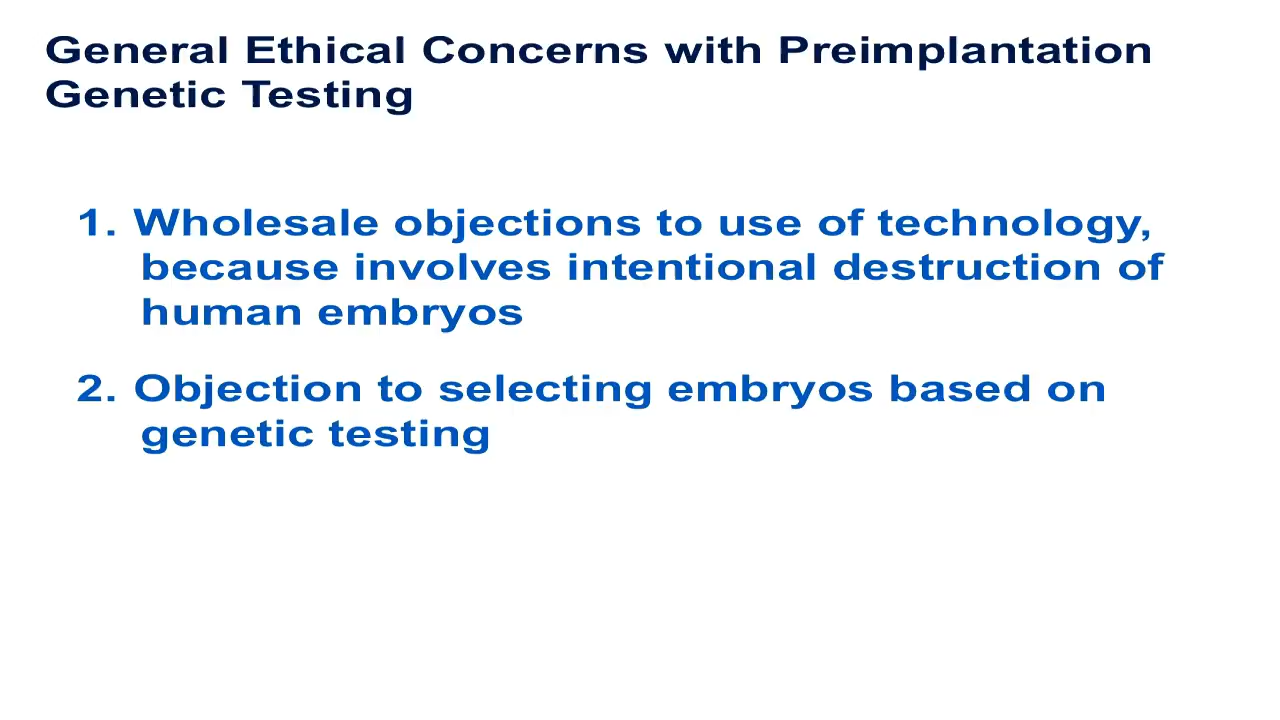 General Ethical Concerns with Preimplantation
Genetic Testing
1. Wholesale objections to use of technology,
because involves intentional destruction of
human embryos
2. Objection to selecting embryos based on
genetic testing